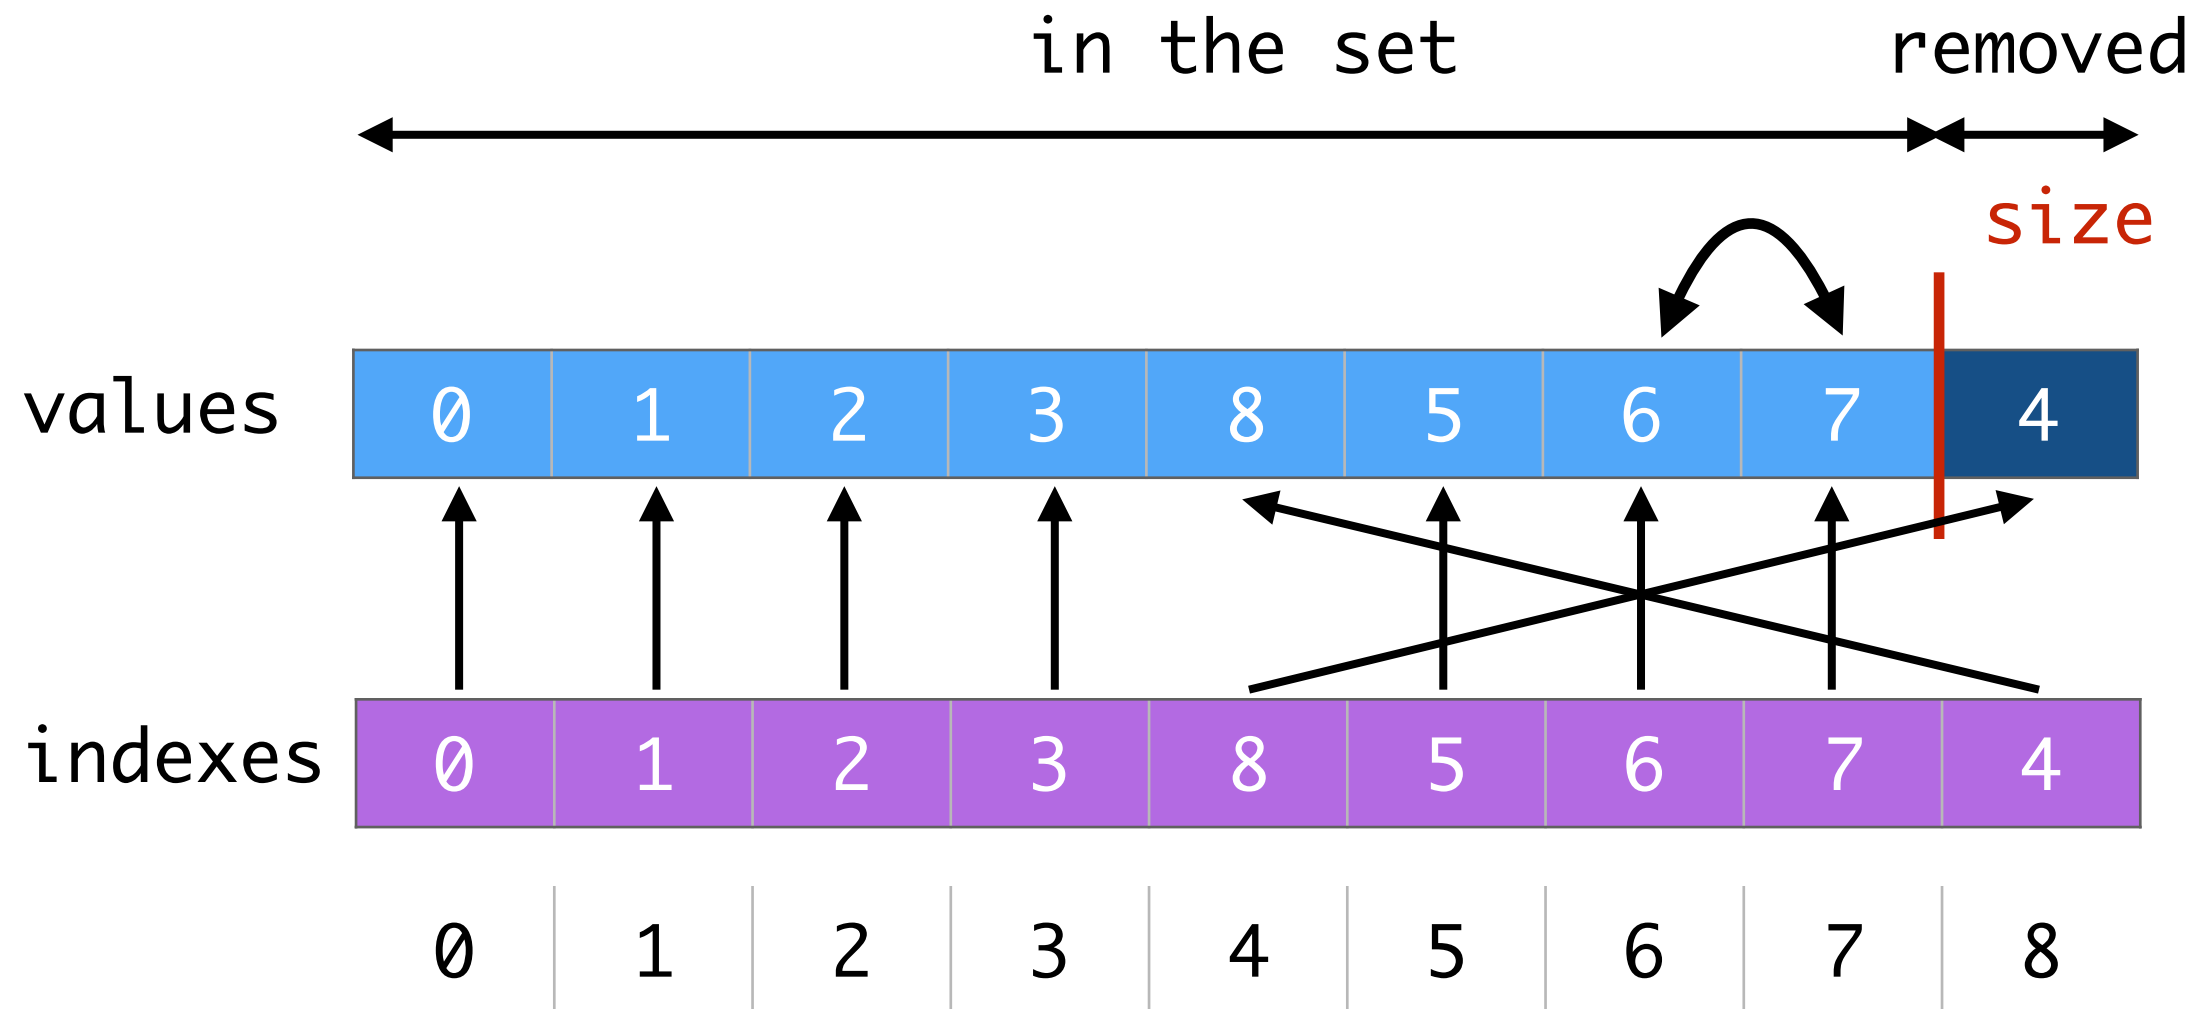 in the set removed
size
values 0 1 2 3 8 5 6 7 4
indexes 0 1 2 3 8 5 6 7 4
0 1 2 3 4 5 6 7 8